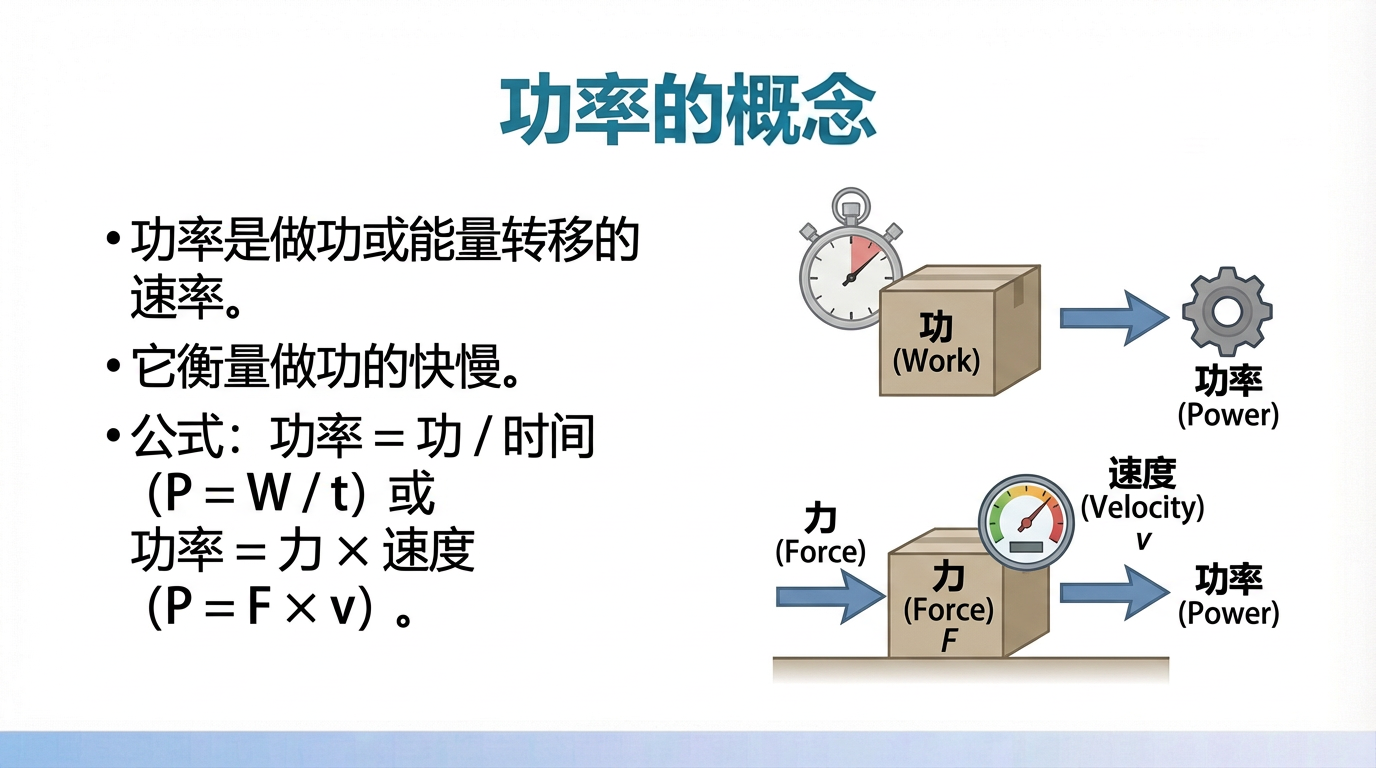 功率的概念
•功率是做功或能量转移的
速率。
•它衡量做功的快慢。
•公式：功率 = 功 / 时间
（P = W / t）或
功率 = 力 × 速度
（P = F × v）。
功
(Work)
功率
(Power)
力
(Force)
力
(Force)
F
速度
(Velocity)
v
功率
(Power)